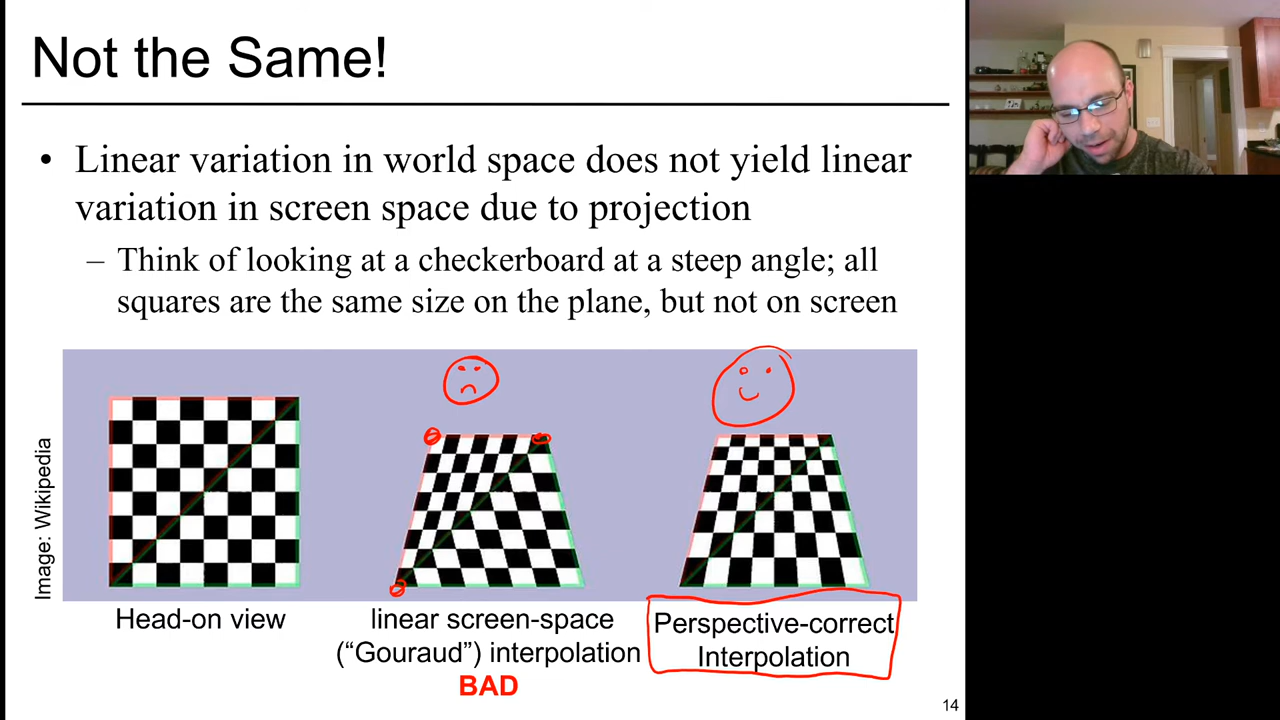 Not the Same!
• Linear variation in world space does not yield linear
variation in screen space due to projection
– Think of looking at a checkerboard at a steep angle; all
squares are the same size on the plane, but not on screen
Image: Wikipedia
Head-on view
linear screen-space
(“Gouraud”) interpolation
BAD
Perspective-correct
Interpolation
14